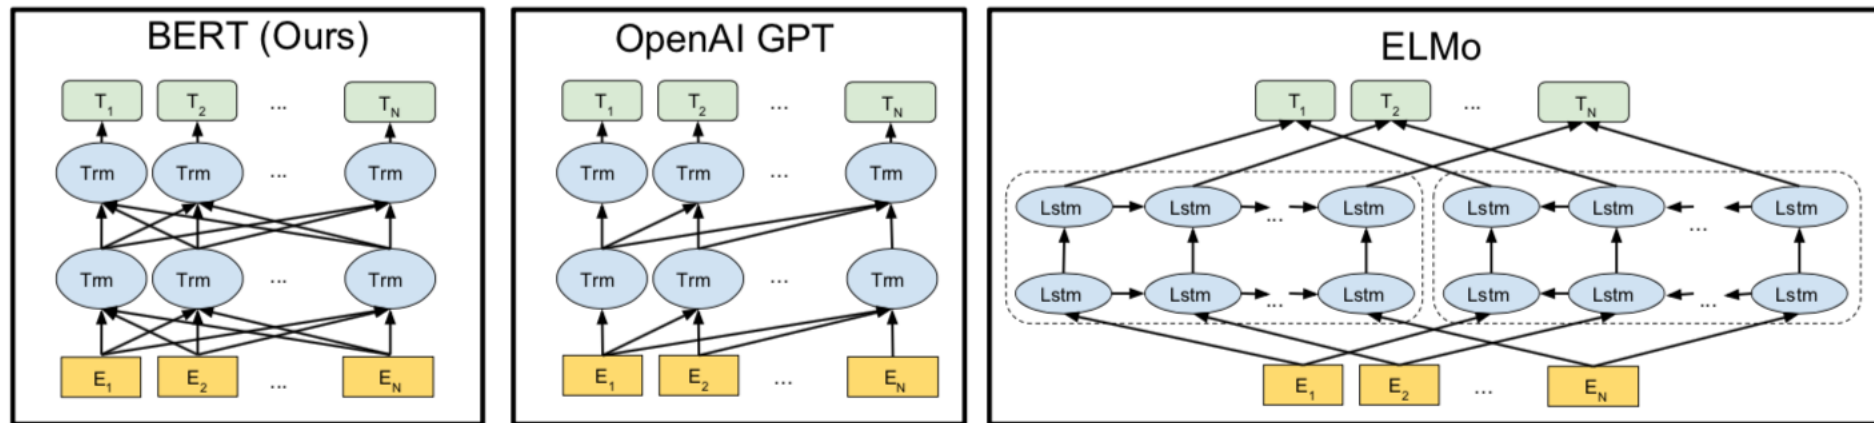 BERT (Ours)
T1 T2 ... TN
Trm Trm ... Trm
Trm Trm ... Trm
E1 E2 ... EN
OpenAI GPT
T1 T2 ... TN
Trm Trm ... Trm
Trm Trm ... Trm
E1 E2 ... EN
ELMo
T1 T2 ... TN
Lstm Lstm ... Lstm Lstm Lstm ... Lstm
Lstm Lstm ... Lstm Lstm Lstm ... Lstm
E1 E2 ... EN